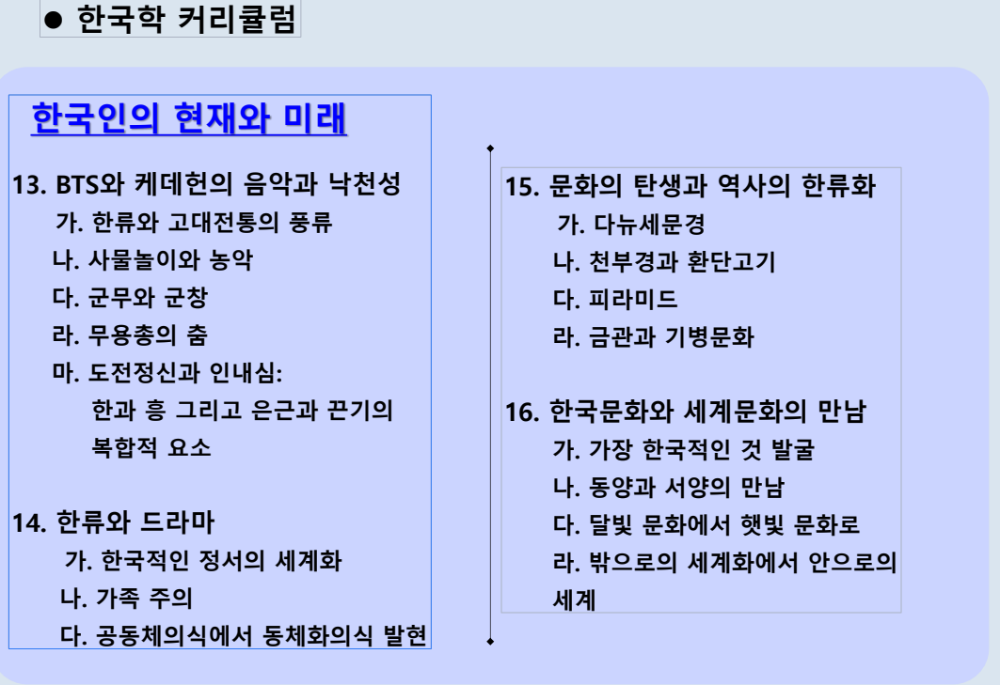 ● 한국학 커리큘럼
한국인의 현재와 미래
13. BTS와 케데헌의 음악과 낙천성
가. 한류와 고대전통의 풍류
나. 사물놀이와 농악
다. 군무와 군창
라. 무용총의 춤
마. 도전정신과 인내심:
한과 흥 그리고 은근과 끈기의
복합적 요소
14. 한류와 드라마
가. 한국적인 정서의 세계화
나. 가족 주의
다. 공동체의식에서 동체화의식 발현
15. 문화의 탄생과 역사의 한류화
가. 다뉴세문경
나. 천부경과 환단고기
다. 피라미드
라. 금관과 기병문화
16. 한국문화와 세계문화의 만남
가. 가장 한국적인 것 발굴
나. 동양과 서양의 만남
다. 달빛 문화에서 햇빛 문화로
라. 밖으로의 세계화에서 안으로의
세계